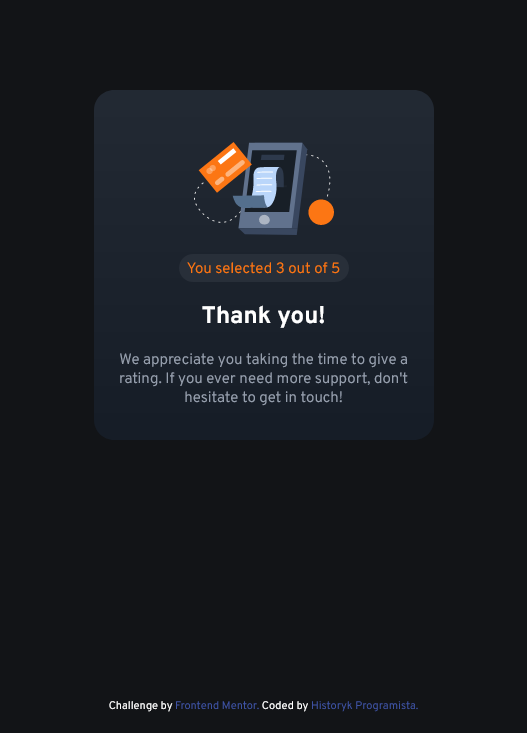 You selected 3 out of 5
Thank you!
We appreciate you taking the time to give a
rating. If you ever need more support, don't
hesitate to get in touch!
Challenge by Frontend Mentor. Coded by Historyk Programista.